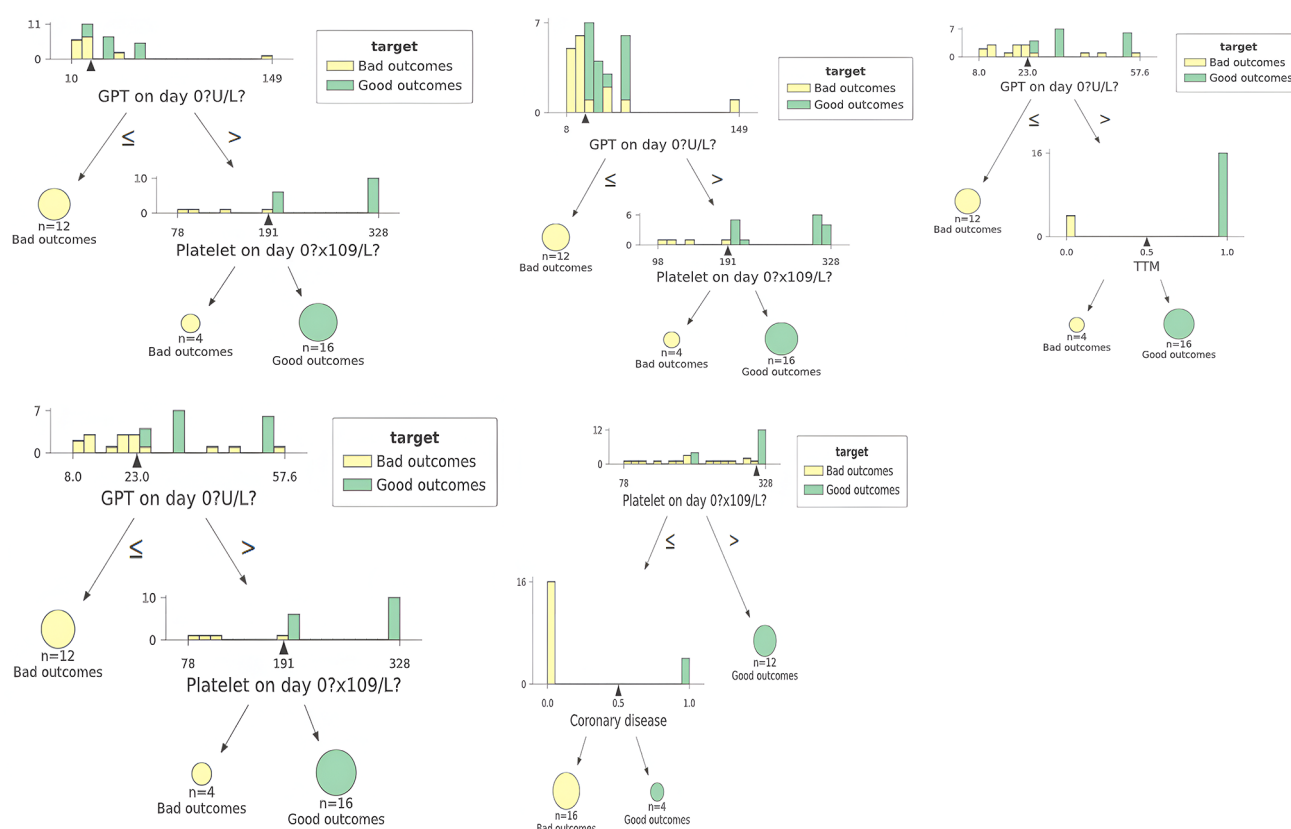 11
0
10
149
GPT on day 0?U/L?
target
Bad outcomes
Good outcomes
≤
>
n=12
Bad outcomes
10
0
78
191
328
Platelet on day 0?x109/L?
n=4
Bad outcomes
n=16
Good outcomes
7
0
8
149
GPT on day 0?U/L?
target
Bad outcomes
Good outcomes
≤
>
n=12
Bad outcomes
6
0
98
191
328
Platelet on day 0?x109/L?
n=4
Bad outcomes
n=16
Good outcomes
7
0
8.0
23.0
57.6
GPT on day 0?U/L?
target
Bad outcomes
Good outcomes
≤
>
n=12
Bad outcomes
16
0
0.0
0.5
1.0
TTM
n=4
Bad outcomes
n=16
Good outcomes
7
0
8.0
23.0
57.6
GPT on day 0?U/L?
target
Bad outcomes
Good outcomes
≤
>
n=12
Bad outcomes
10
0
78
191
328
Platelet on day 0?x109/L?
n=4
Bad outcomes
n=16
Good outcomes
12
0
78
328
Platelet on day 0?x109/L?
target
Bad outcomes
Good outcomes
≤
>
16
0
0.0
0.5
1.0
Coronary disease
n=12
Good outcomes
n=16
Bad outcomes
n=4
Good outcomes